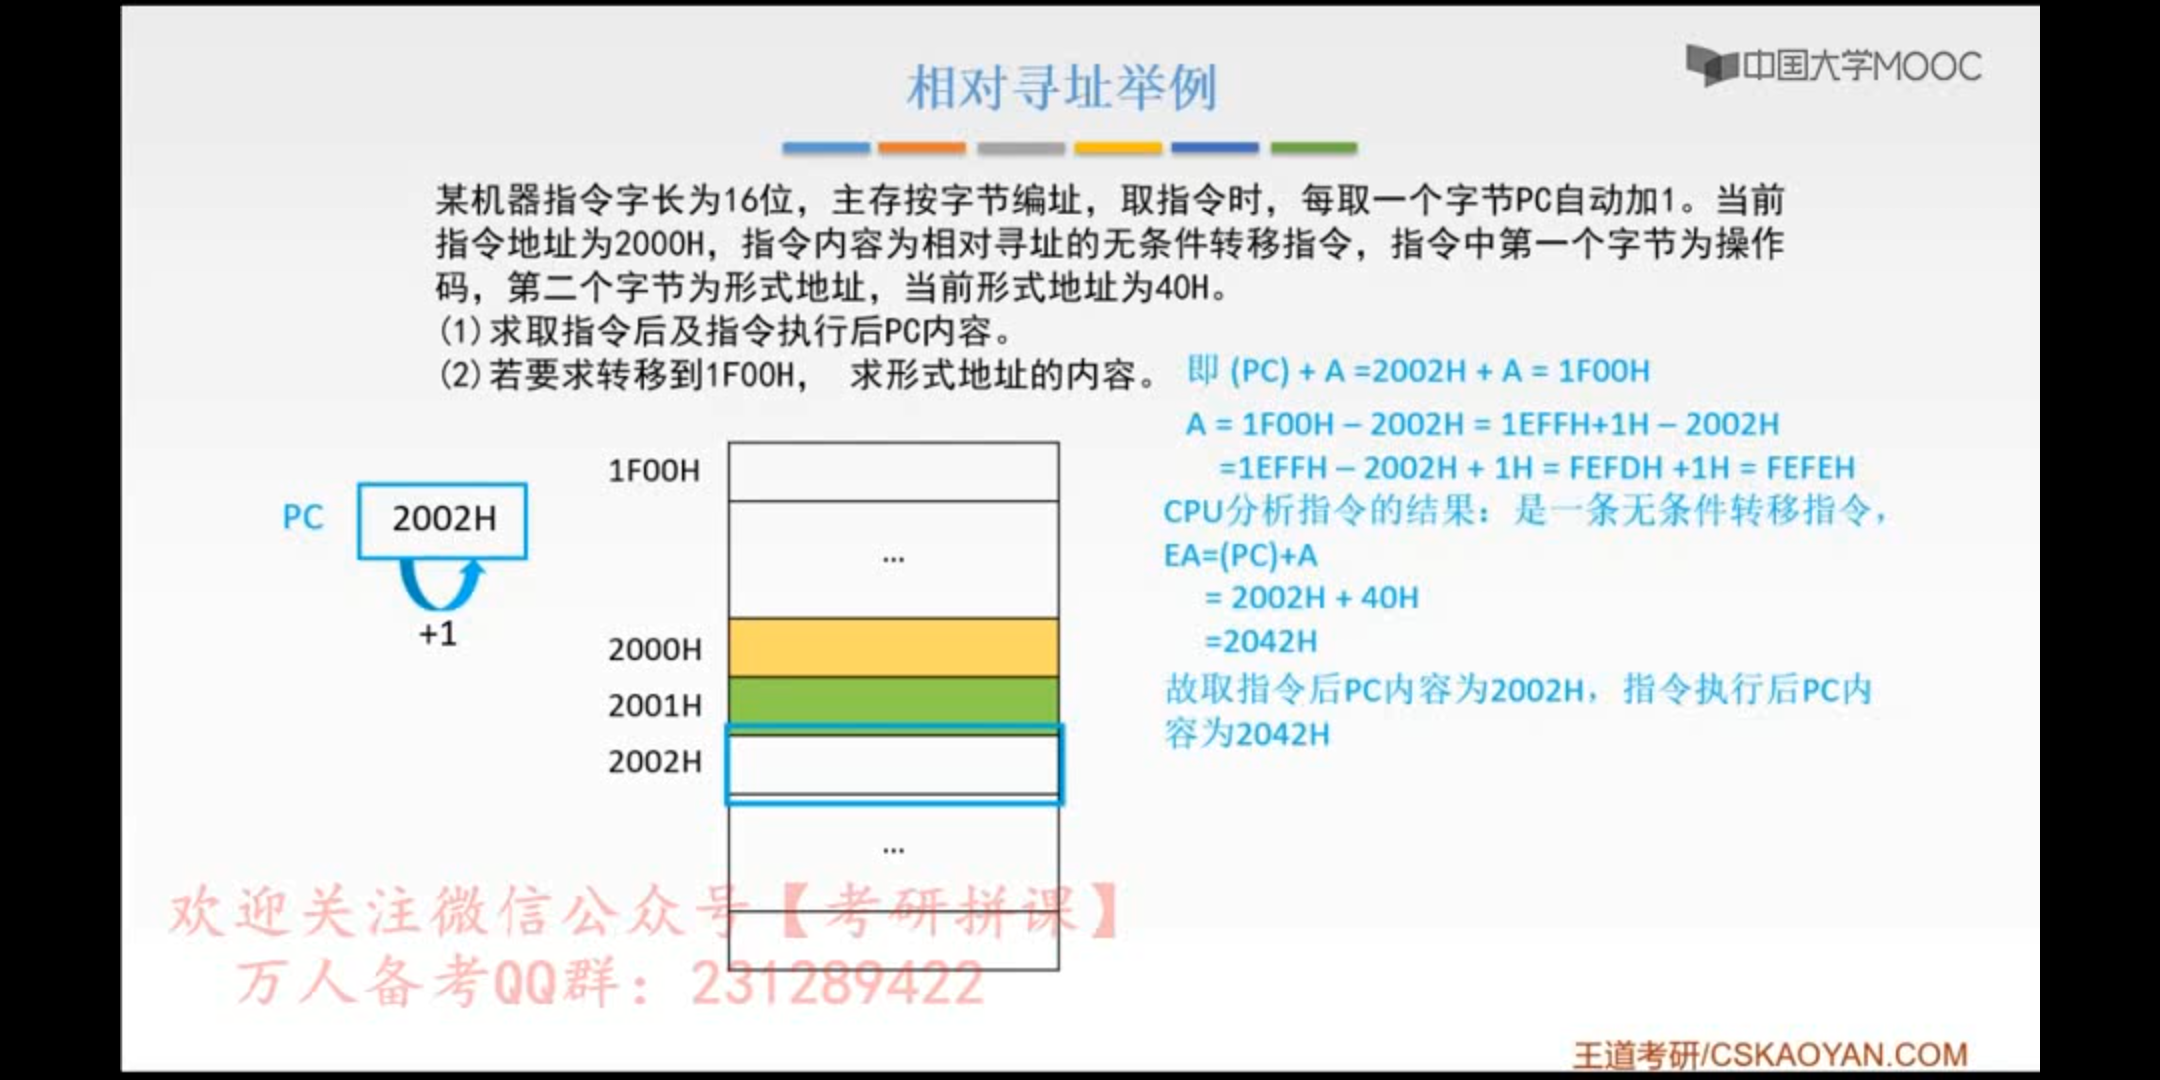 相对寻址举例
中国大学MOOC
某机器指令字长为16位，主存按字节编址，取指令时，每取一个字节PC自动加1。当前
指令地址为2000H，指令内容为相对寻址的无条件转移指令，指令中第一个字节为操作
码，第二个字节为形式地址，当前形式地址为40H。
(1)求取指令后及指令执行后PC内容。
(2)若要求转移到1F00H， 求形式地址的内容。
即 (PC) + A =2002H + A = 1F00H
A = 1F00H – 2002H = 1EFFH+1H – 2002H
=1EFFH – 2002H + 1H = FEFDH +1H = FEFEH
CPU分析指令的结果：是一条无条件转移指令，
EA=(PC)+A
= 2002H + 40H
=2042H
故取指令后PC内容为2002H，指令执行后PC内
容为2042H
PC
2002H
+1
1F00H
...
2000H
2001H
2002H
...
欢迎关注微信公众号【考研拼课】
万人备考QQ群：231289422
王道考研/CSKAOYAN.COM